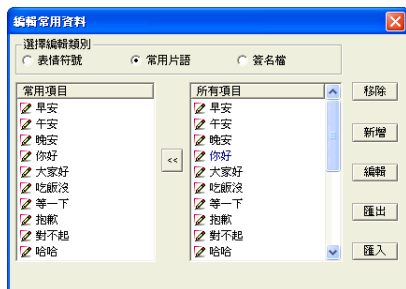 編輯常用資料
選擇編輯類別
表情符號 常用片語 簽名檔
常用項目
早安
午安
晚安
你好
大家好
吃飯沒
等一下
抱歉
對不起
哈哈
<<
所有項目
早安
午安
晚安
你好
大家好
吃飯沒
等一下
抱歉
對不起
哈哈
移除
新增
編輯
匯出
匯入